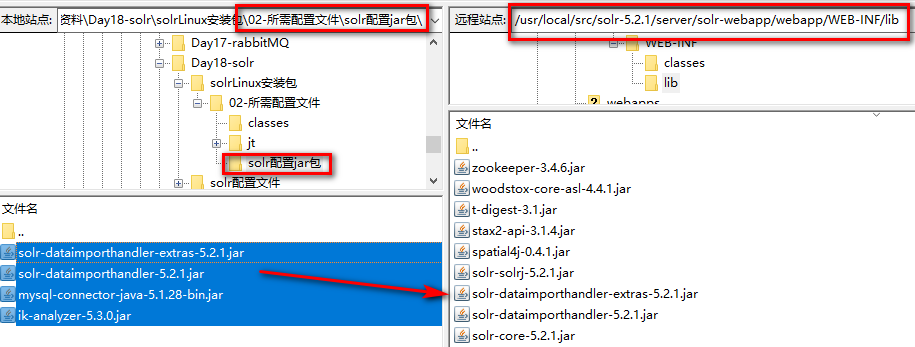 本地站点:
资料\Day18-solr\solrLinux安装包\02-所需配置文件\solr配置jar包\
Day17-rabbitMQ
Day18-solr
solrLinux安装包
02-所需配置文件
classes
jt
solr配置jar包
solr配置文件
文件名
..
solr-dataimporthandler-extras-5.2.1.jar
solr-dataimporthandler-5.2.1.jar
mysql-connector-java-5.1.28-bin.jar
ik-analyzer-5.3.0.jar
远程站点:
/usr/local/src/solr-5.2.1/server/solr-webapp/webapp/WEB-INF/lib
WEB-INF
classes
lib
webapps
文件名
..
zookeeper-3.4.6.jar
woodstox-core-asl-4.4.1.jar
t-digest-3.1.jar
stax2-api-3.1.4.jar
spatial4j-0.4.1.jar
solr-solrj-5.2.1.jar
solr-dataimporthandler-extras-5.2.1.jar
solr-dataimporthandler-5.2.1.jar
solr-core-5.2.1.jar